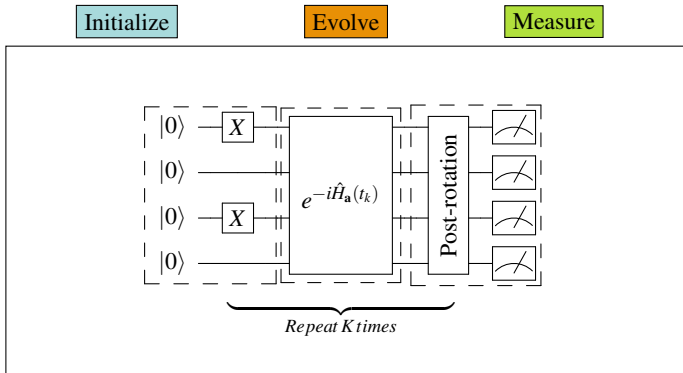 Initialize Evolve Measure
|0⟩ X
|0⟩
|0⟩ X
|0⟩
e^{-iĤ_a(t_k)}
Post-rotation
Repeat K times